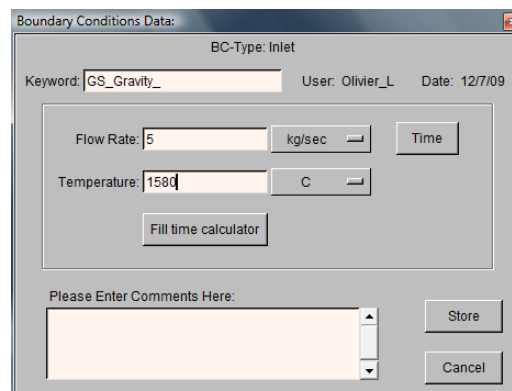 Boundary Conditions Data:
BC-Type: Inlet
Keyword: GS_Gravity_ User: Olivier_L Date: 12/7/09
Flow Rate: 5 kg/sec Time
Temperature: 1580 C
Fill time calculator
Please Enter Comments Here:
Store
Cancel